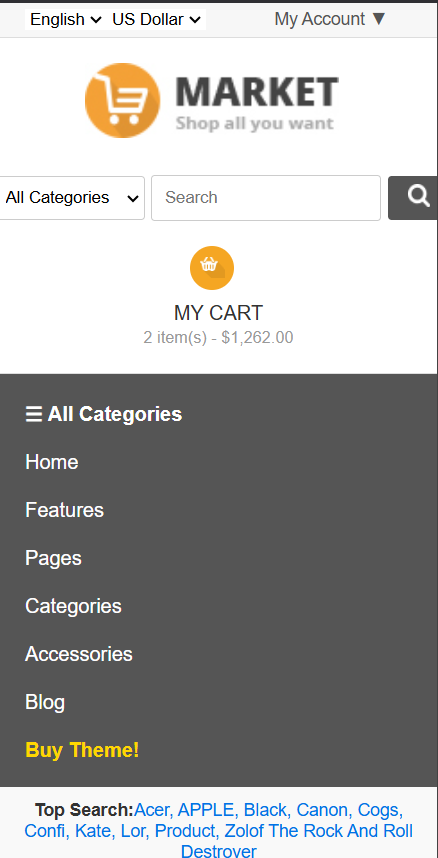 English US Dollar My Account ▼
MARKET
Shop all you want
All Categories Search
MY CART
2 item(s) - $1,262.00
☰ All Categories
Home
Features
Pages
Categories
Accessories
Blog
Buy Theme!
Top Search:Acer, APPLE, Black, Canon, Cogs,
Confi, Kate, Lor, Product, Zolof The Rock And Roll
Destroyer